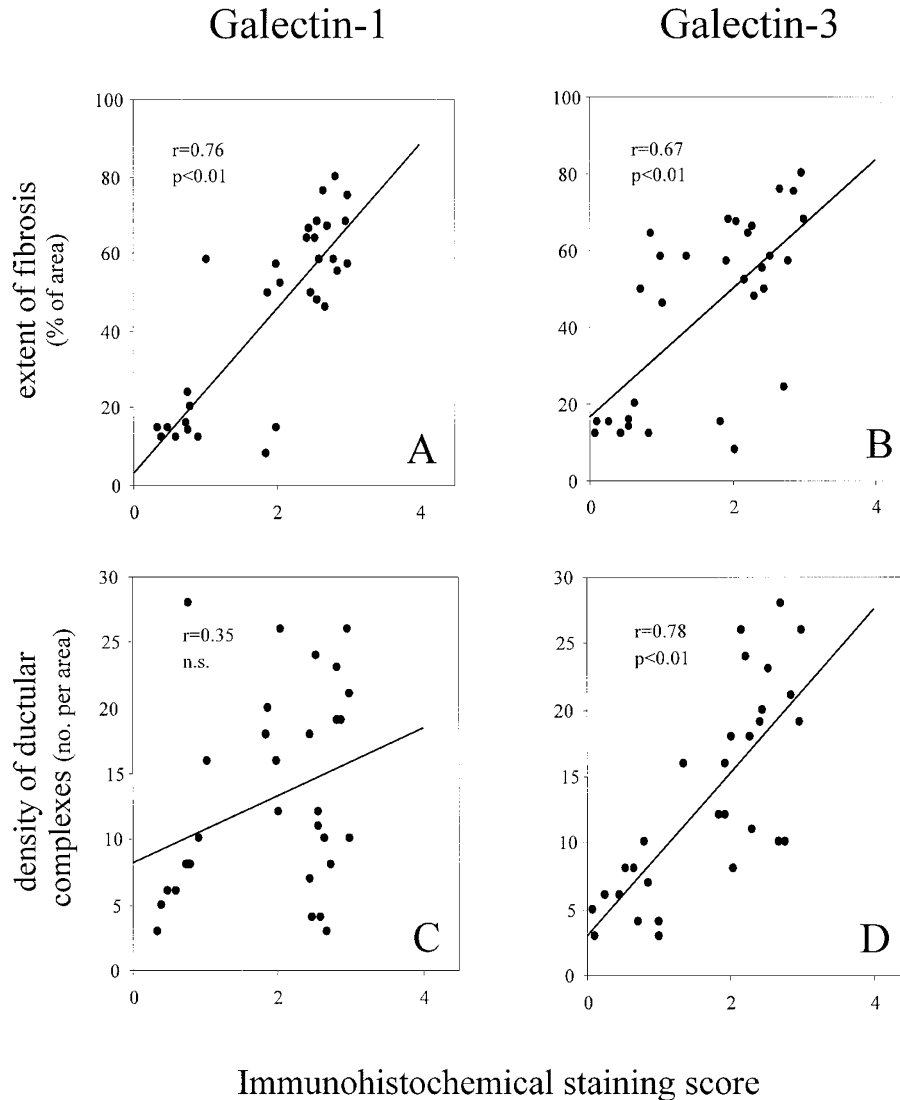 Galectin-1
Galectin-3
extent of fibrosis
(% of area)
100
80
60
40
20
0
r=0.76
p<0.01
A
0 2 4
100
80
60
40
20
0
r=0.67
p<0.01
B
0 2 4
density of ductular
complexes (no. per area)
30
25
20
15
10
5
0
r=0.35
n.s.
C
0 2 4
30
25
20
15
10
5
0
r=0.78
p<0.01
D
0 2 4
Immunohistochemical staining score